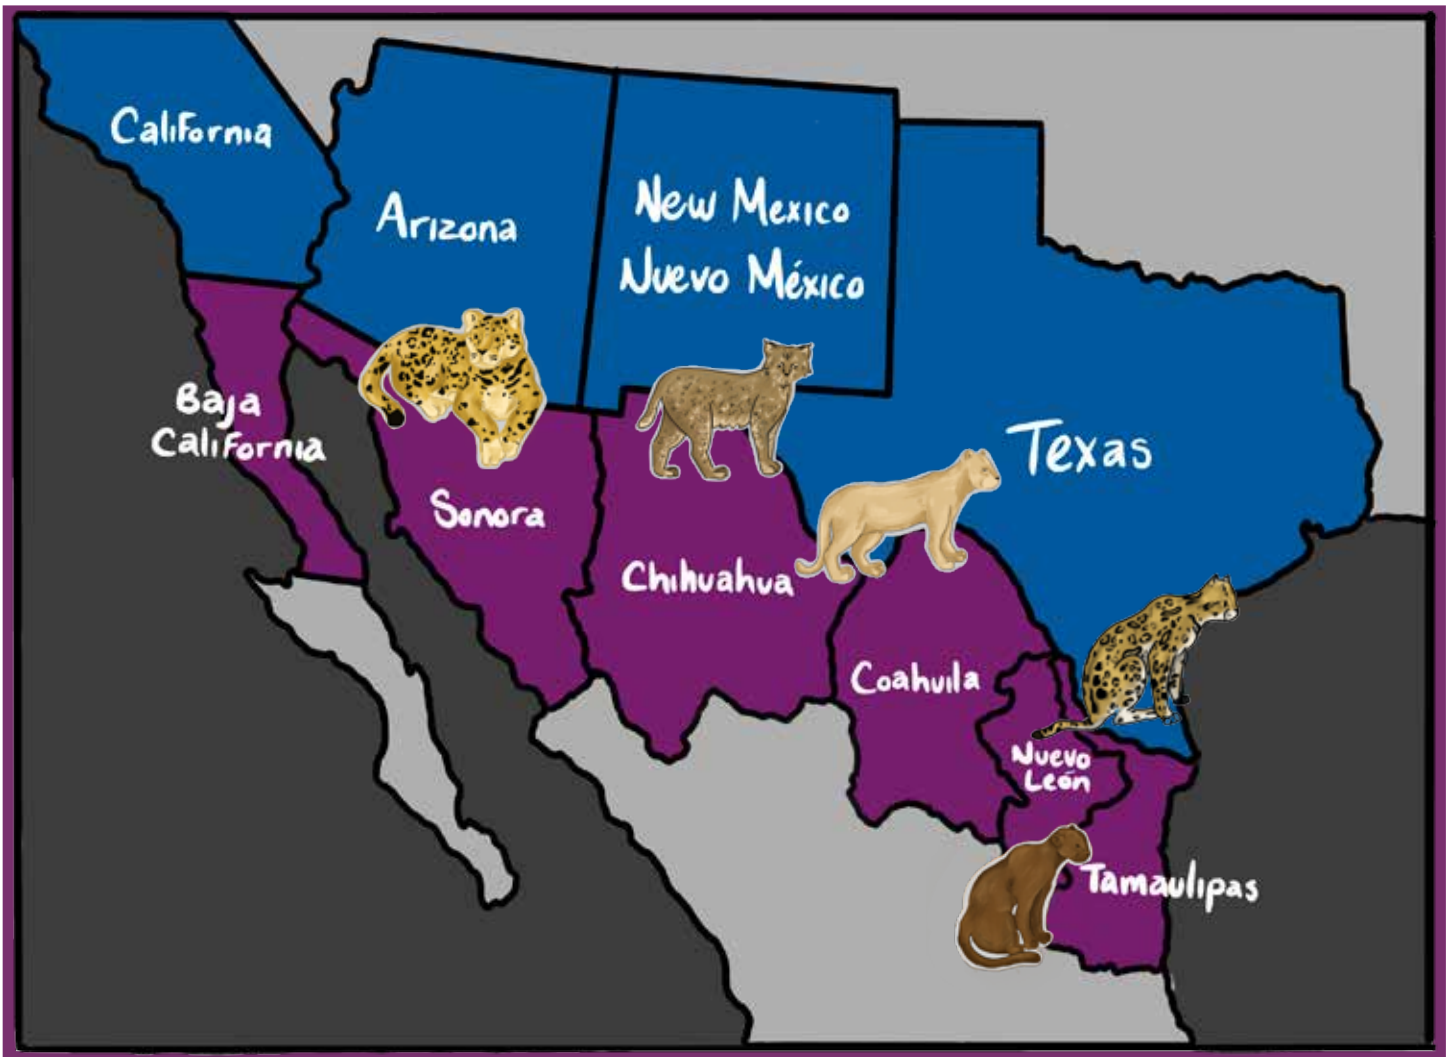 California
Arizona
New Mexico
Nuevo México
Baja
California
Texas
Sonora
Chihuahua
Coahuila
Nuevo
León
Tamaulipas